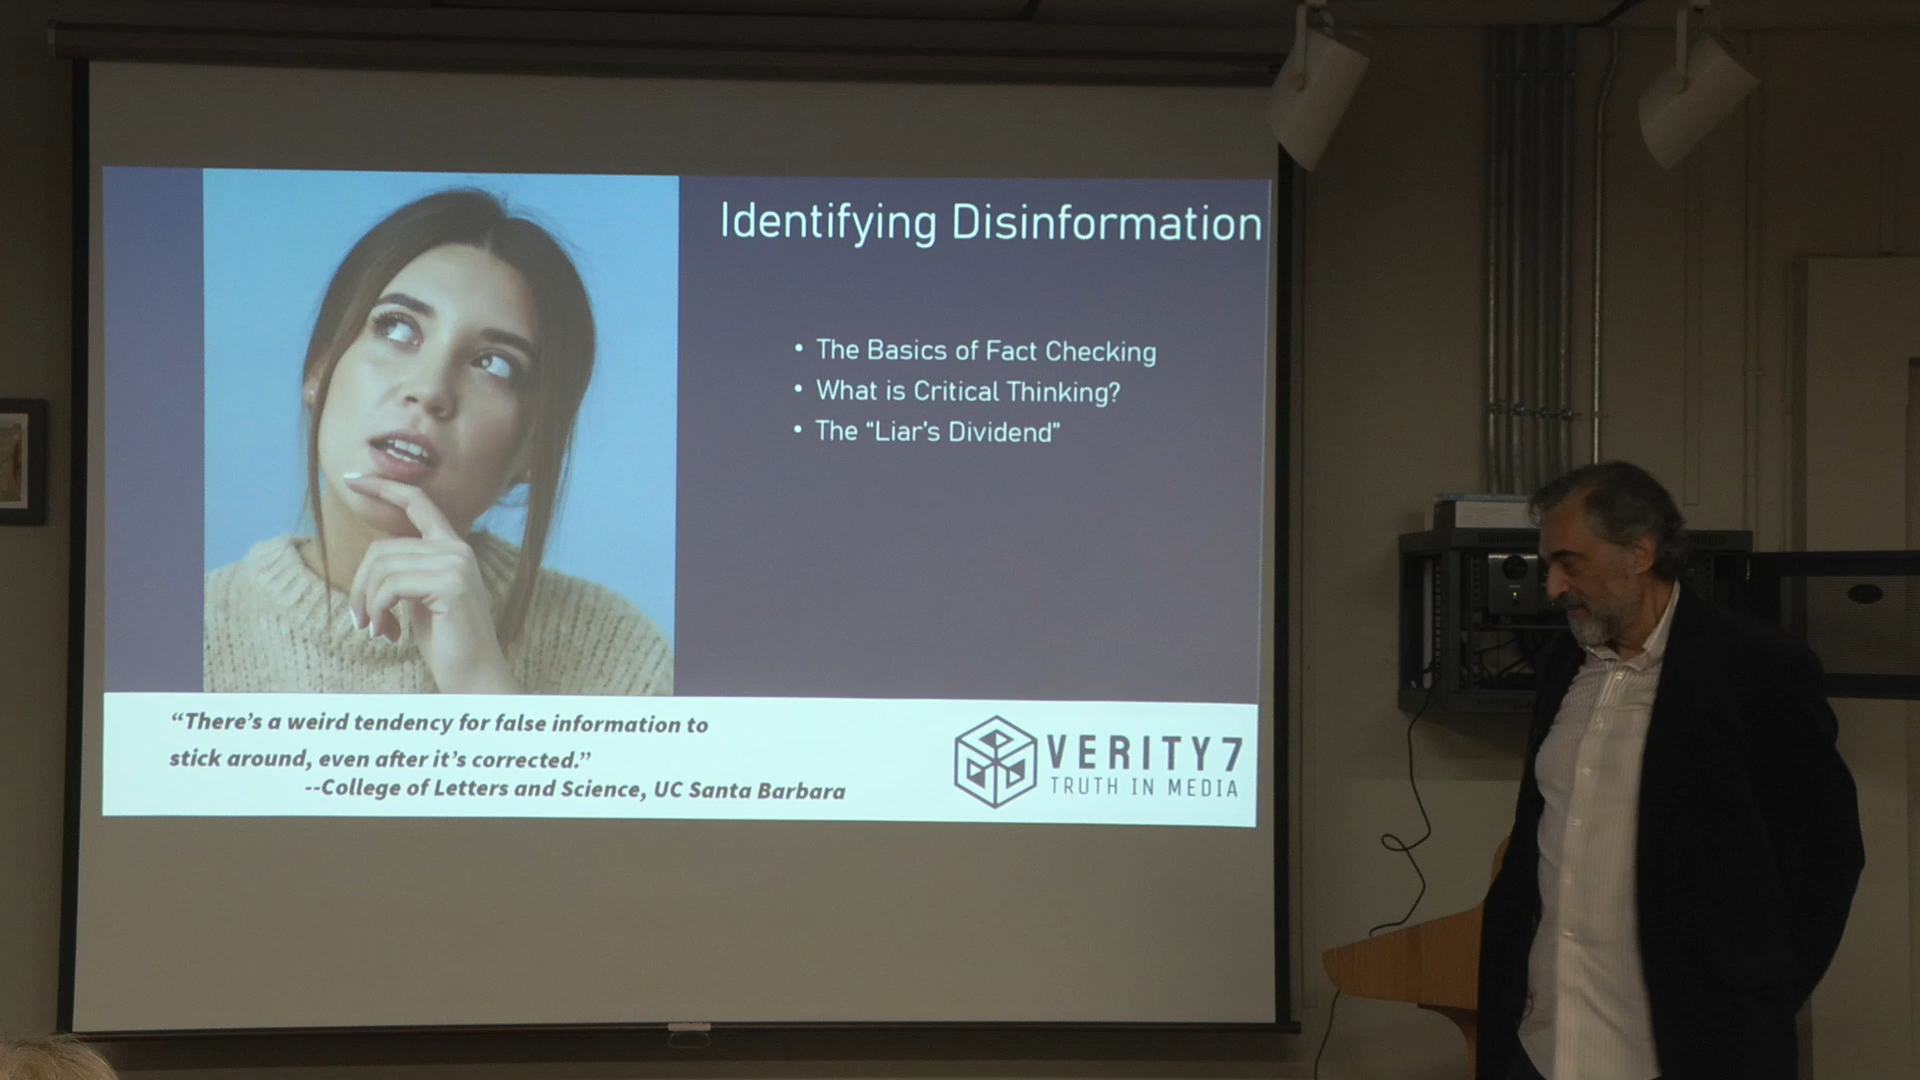 Identifying Disinformation
• The Basics of Fact Checking
• What is Critical Thinking?
• The “Liar’s Dividend”
“There’s a weird tendency for false information to
stick around, even after it’s corrected.”
--College of Letters and Science, UC Santa Barbara
VERITY7
TRUTH IN MEDIA